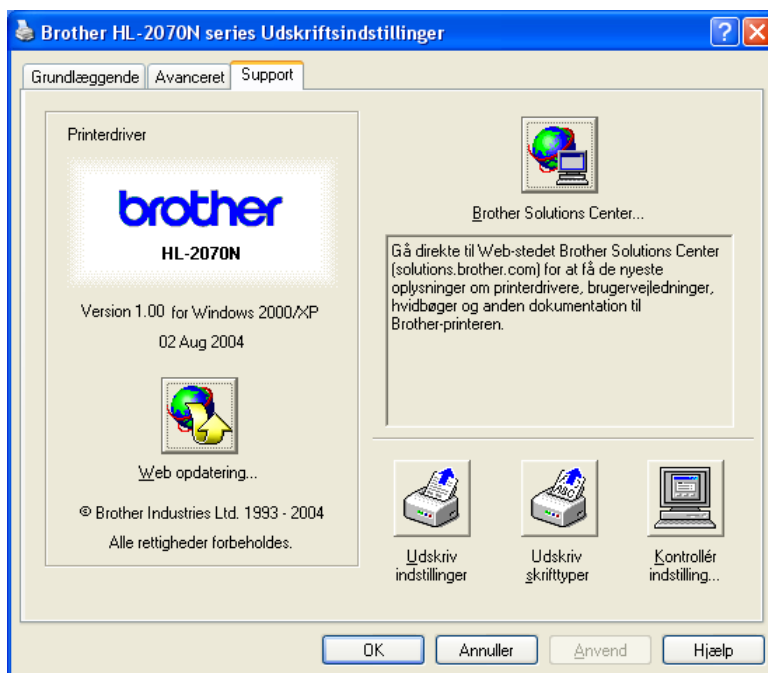 Brother HL-2070N series Udskriftsindstillinger
Grundlæggende
Avanceret
Support
Printerdriver
brother
HL-2070N
Version 1.00 for Windows 2000/XP
02 Aug 2004
Web opdatering...
© Brother Industries Ltd. 1993 - 2004
Alle rettigheder forbeholdes.
Brother Solutions Center...
Gå direkte til Web-stedet Brother Solutions Center
(solutions.brother.com) for at få de nyeste
oplysninger om printerdrivere, brugervejledninger,
hvidbøger og anden dokumentation til
Brother-printeren.
Udskriv
indstillinger
ABC
Udskriv
skrifttyper
Kontrollér
indstilling...
OK
Annuller
Anvend
Hjælp